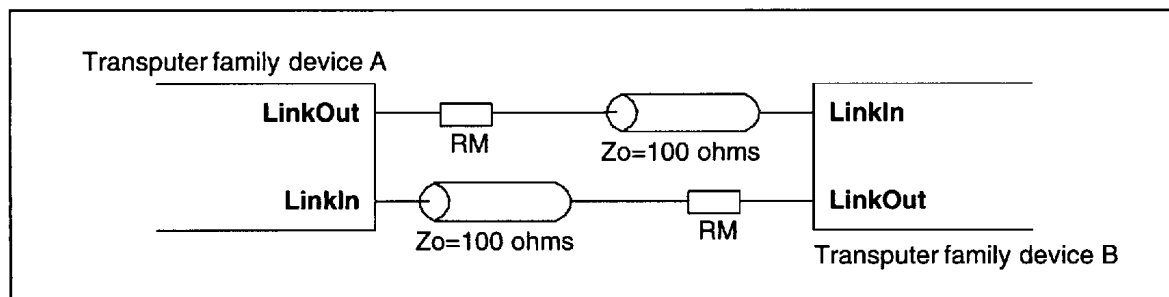 Transputer family device A
LinkOut
LinkIn
RM
Zo=100 ohms
LinkIn
LinkOut
Zo=100 ohms
RM
Transputer family device B